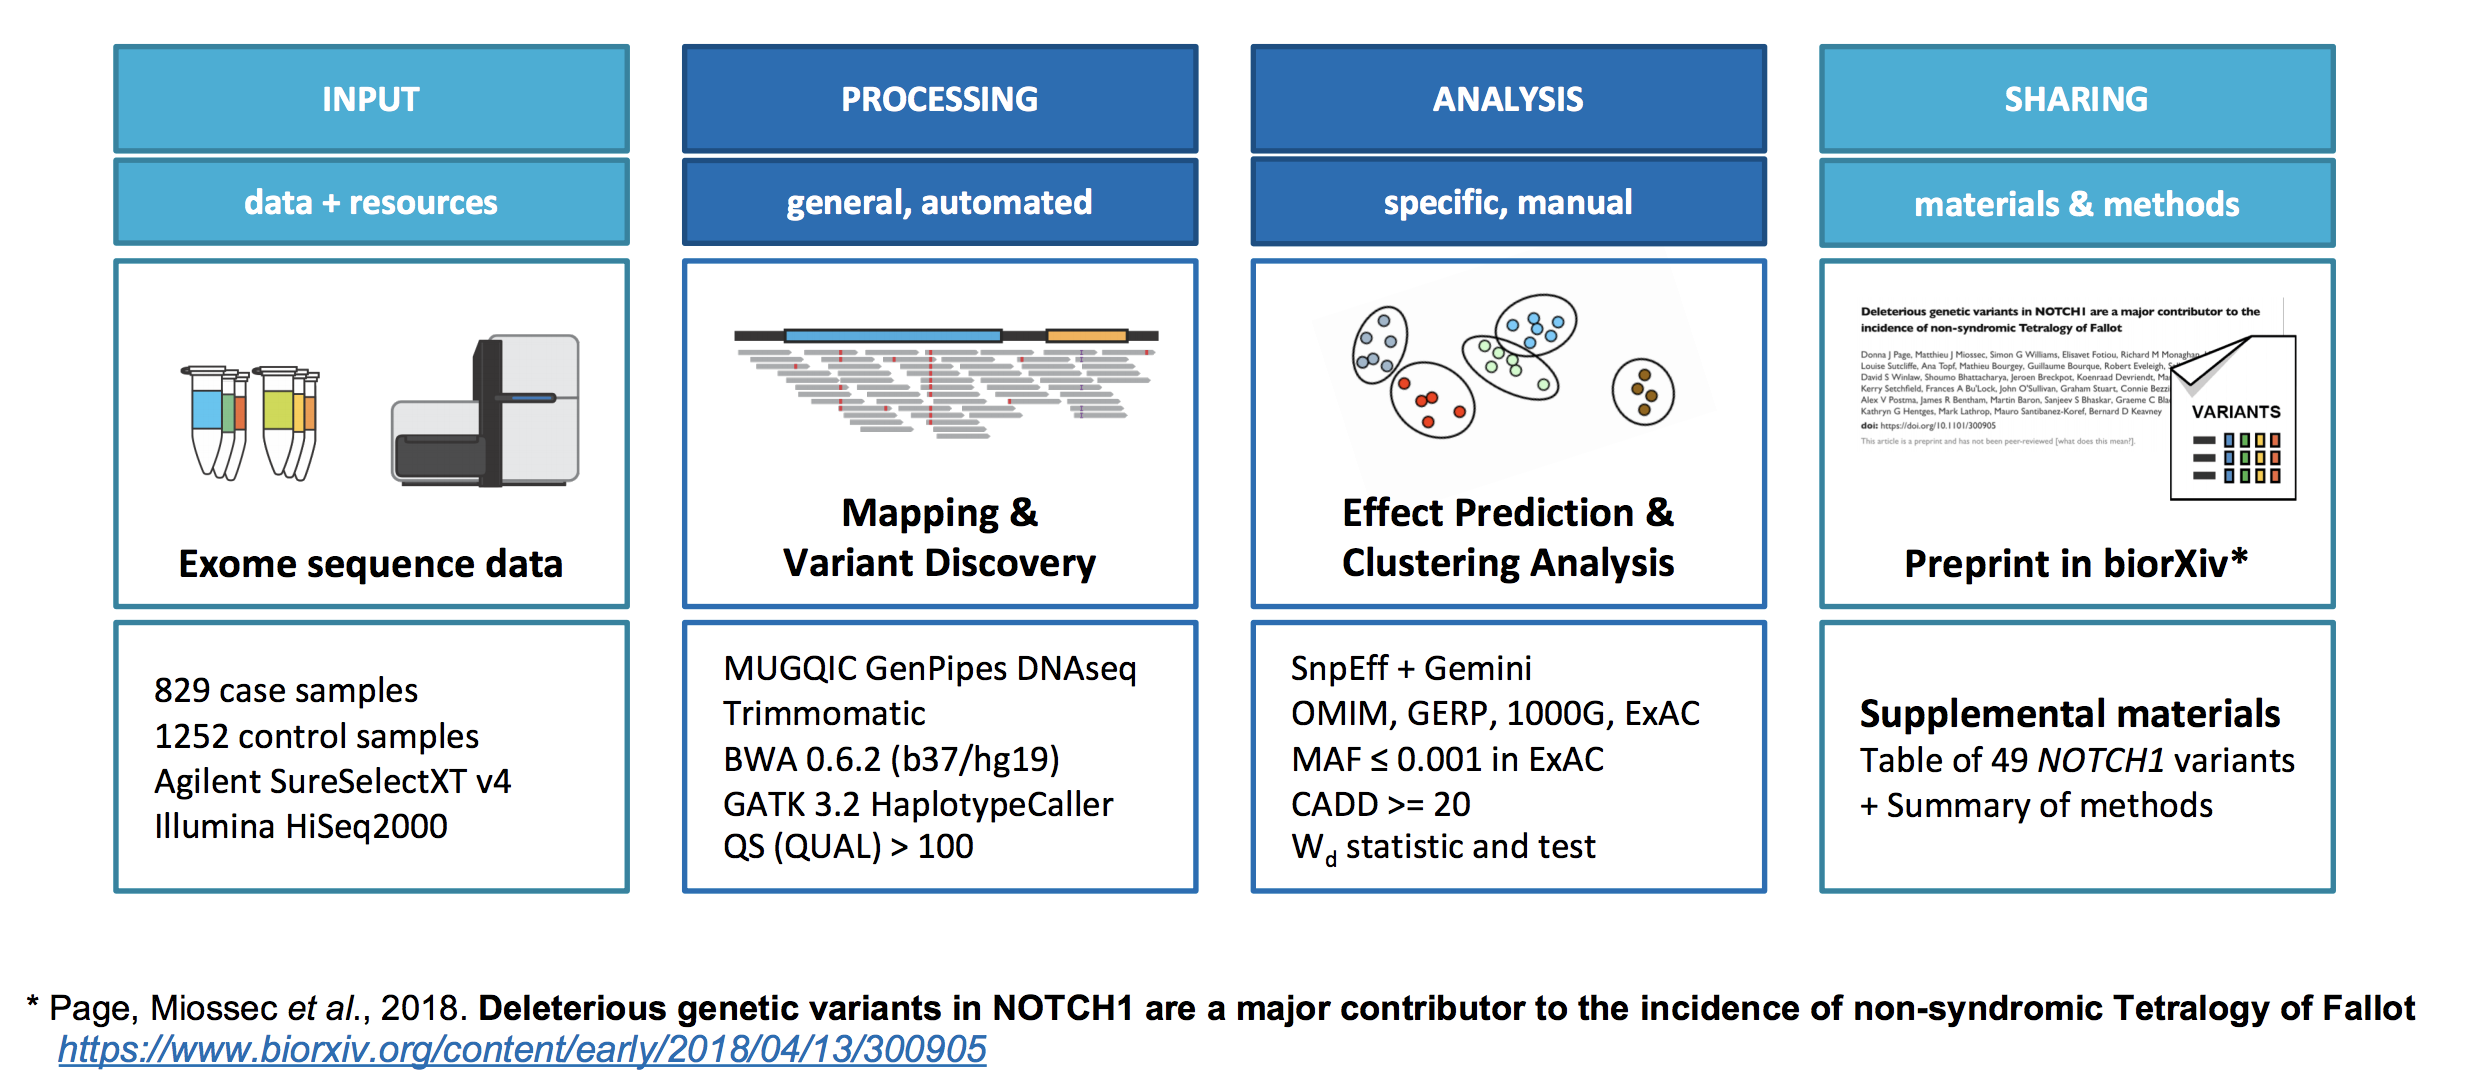 INPUT
data + resources
Exome sequence data
829 case samples
1252 control samples
Agilent SureSelectXT v4
Illumina HiSeq2000
PROCESSING
general, automated
Mapping &
Variant Discovery
MUGQIC GenPipes DNAseq
Trimmomatic
BWA 0.6.2 (b37/hg19)
GATK 3.2 HaplotypeCaller
QS (QUAL) > 100
ANALYSIS
specific, manual
Effect Prediction &
Clustering Analysis
SnpEff + Gemini
OMIM, GERP, 1000G, ExAC
MAF ≤ 0.001 in ExAC
CADD >= 20
Wd statistic and test
SHARING
materials & methods
Deleterious genetic variants in NOTCH1 are a major contributor to the
incidence of non-syndromic Tetralogy of Fallot
Donna J Page, Matthieu J Miossec, Simon G Williams, Elisavet Fotiou, Richard M Monaghan,
Louise Sutcliffe, Ana Topf, Mathieu Bourgey, Guillaume Bourque, Robert Eveleigh,
David S Winlaw, Shoumo Bhattacharya, Jeroen Breckpot, Koenraad Devriendt,
Kerry Setchfield, Frances A Bu'Lock, John O'Sullivan, Graham Stuart, Connie
Alex V Postma, James R Bentham, Martin Baron, Sanjeev S Bhaskar, Graeme C
Kathryn G Hentges, Mark Lathrop, Mauro Santibanez-Koref, Bernard D Keavney
doi: https://doi.org/10.1101/300905
This article is a preprint and has not been peer-reviewed [what does this mean?].
VARIANTS
Preprint in biorXiv*
Supplemental materials
Table of 49 NOTCH1 variants
+ Summary of methods
* Page, Miossec et al., 2018. Deleterious genetic variants in NOTCH1 are a major contributor to the incidence of non-syndromic Tetralogy of Fallot
https://www.biorxiv.org/content/early/2018/04/13/300905